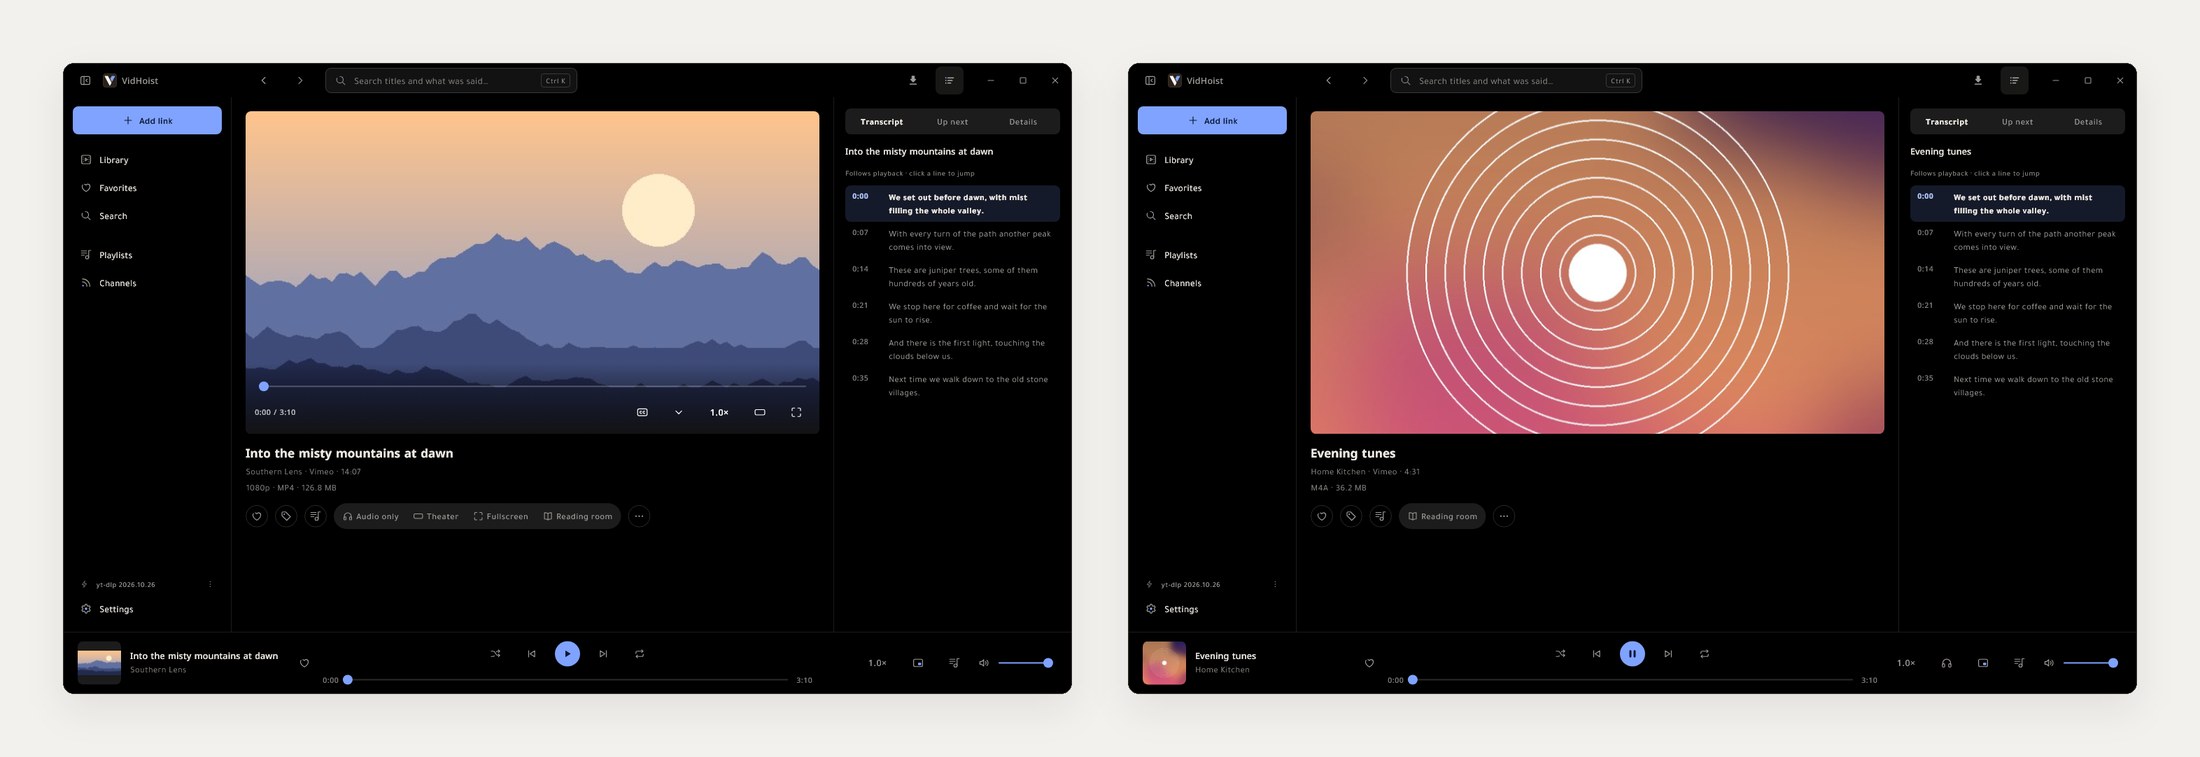 VidHoist
Search titles and what was said...
Ctrl K
Add link
Library
Favorites
Search
Playlists
Channels
yt-dlp 2026.10.26
Settings
0:00 / 3:10
CC
1.0×
Into the misty mountains at dawn
Southern Lens · Vimeo · 14:07
1080p · MP4 · 126.8 MB
Audio only
Theater
Fullscreen
Reading room
Transcript
Up next
Details
Into the misty mountains at dawn
Follows playback · click a line to jump
0:00 We set out before dawn, with mist
filling the whole valley.
0:07 With every turn of the path another peak
comes into view.
0:14 These are juniper trees, some of them
hundreds of years old.
0:21 We stop here for coffee and wait for the
sun to rise.
0:28 And there is the first light, touching the
clouds below us.
0:35 Next time we walk down to the old stone
villages.
Into the misty mountains at dawn
Southern Lens
0:00
3:10
1.0×
VidHoist
Search titles and what was said...
Ctrl K
Add link
Library
Favorites
Search
Playlists
Channels
yt-dlp 2026.10.26
Settings
Evening tunes
Home Kitchen · Vimeo · 4:31
M4A · 36.2 MB
Reading room
Transcript
Up next
Details
Evening tunes
Follows playback · click a line to jump
0:00 We set out before dawn, with mist
filling the whole valley.
0:07 With every turn of the path another peak
comes into view.
0:14 These are juniper trees, some of them
hundreds of years old.
0:21 We stop here for coffee and wait for the
sun to rise.
0:28 And there is the first light, touching the
clouds below us.
0:35 Next time we walk down to the old stone
villages.
Evening tunes
Home Kitchen
0:00
3:10
1.0×